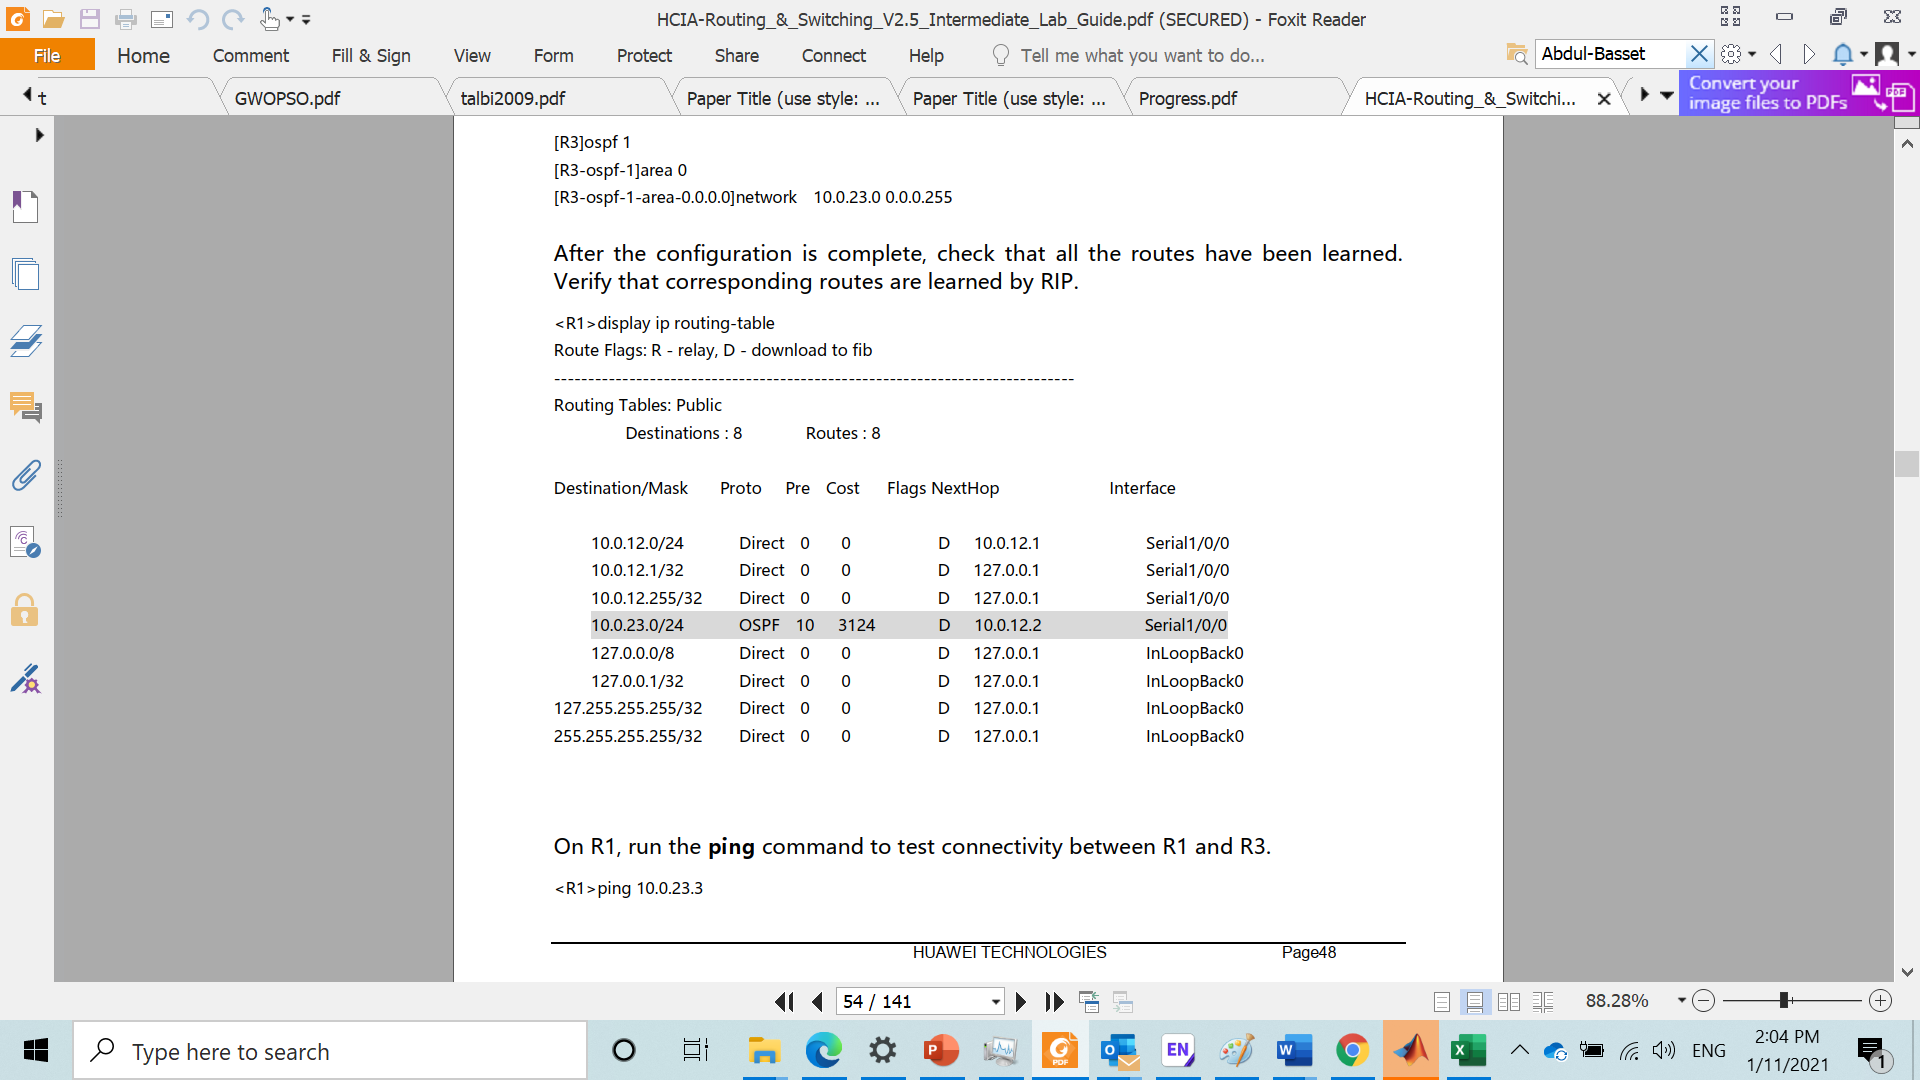 HCIA-Routing_&_Switching_V2.5_Intermediate_Lab_Guide.pdf (SECURED) - Foxit Reader
File Home Comment Fill & Sign View Form Protect Share Connect Help Tell me what you want to do... Abdul-Basset
t GWOPSO.pdf talbi2009.pdf Paper Title (use style: ... Paper Title (use style: ... Progress.pdf HCIA-Routing_&_Switchi...
Convert your
image files to PDFs
[R3]ospf 1
[R3-ospf-1]area 0
[R3-ospf-1-area-0.0.0.0]network 10.0.23.0 0.0.0.255
After the configuration is complete, check that all the routes have been learned.
Verify that corresponding routes are learned by RIP.
<R1>display ip routing-table
Route Flags: R - relay, D - download to fib
----------------------------------------------------------------------------
Routing Tables: Public
Destinations : 8 Routes : 8
Destination/Mask Proto Pre Cost Flags NextHop Interface
10.0.12.0/24 Direct 0 0 D 10.0.12.1 Serial1/0/0
10.0.12.1/32 Direct 0 0 D 127.0.0.1 Serial1/0/0
10.0.12.255/32 Direct 0 0 D 127.0.0.1 Serial1/0/0
10.0.23.0/24 OSPF 10 3124 D 10.0.12.2 Serial1/0/0
127.0.0.0/8 Direct 0 0 D 127.0.0.1 InLoopBack0
127.0.0.1/32 Direct 0 0 D 127.0.0.1 InLoopBack0
127.255.255.255/32 Direct 0 0 D 127.0.0.1 InLoopBack0
255.255.255.255/32 Direct 0 0 D 127.0.0.1 InLoopBack0
On R1, run the ping command to test connectivity between R1 and R3.
<R1>ping 10.0.23.3
HUAWEI TECHNOLOGIES Page48
54 / 141 88.28%
Type here to search ENG
2:04 PM
1/11/2021
1